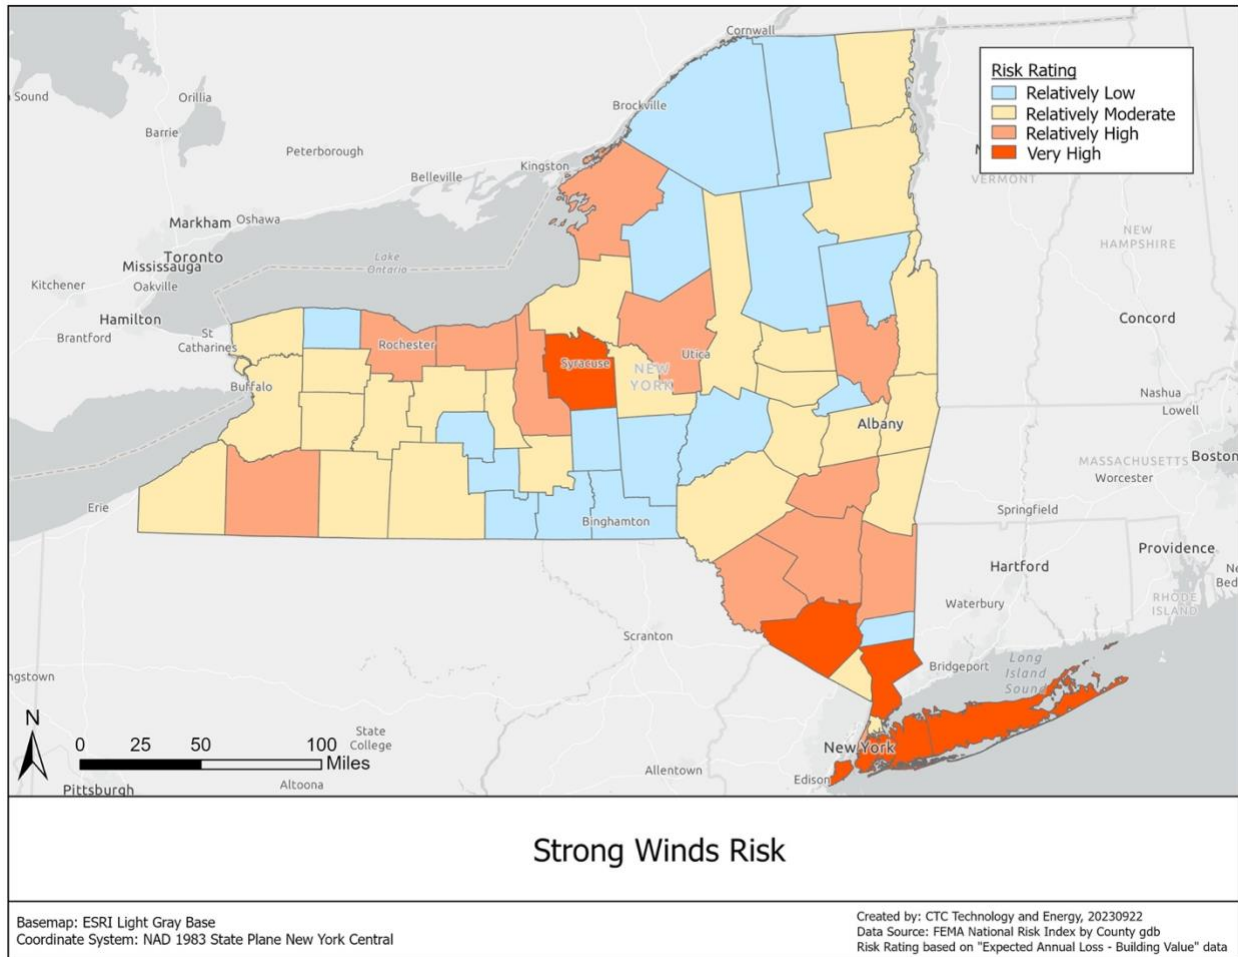 Cornwall
Sound
Orillia
Barrie
Brockville
Peterborough
Kingston
Belleville
Markham
Oshawa
Toronto
Lake
Ontario
Mississauga
Kitchener
Oakville
Hamilton
Brantford
St
Catharines
Rochester
Syracuse
Utica
NEW
YORK
Buffalo
Albany
Erie
Binghamton
Risk Rating
Relatively Low
Relatively Moderate
Relatively High
Very High
VERMONT
NEW
HAMPSHIRE
Concord
Nashua
Lowell
Boston
MASSACHUSETTS
Worcester
Springfield
Providence
Hartford
RHODE
ISLAND
Waterbury
Scranton
Bridgeport
Long
Island
Sound
ngstown
New York
Edison
Allentown
State
College
Altoona
Pittsburgh
N
0 25 50 100
Miles
Strong Winds Risk
Basemap: ESRI Light Gray Base
Coordinate System: NAD 1983 State Plane New York Central
Created by: CTC Technology and Energy, 20230922
Data Source: FEMA National Risk Index by County gdb
Risk Rating based on "Expected Annual Loss - Building Value" data